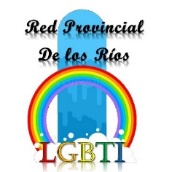 Red Provincial
De los Ríos
LGBTI